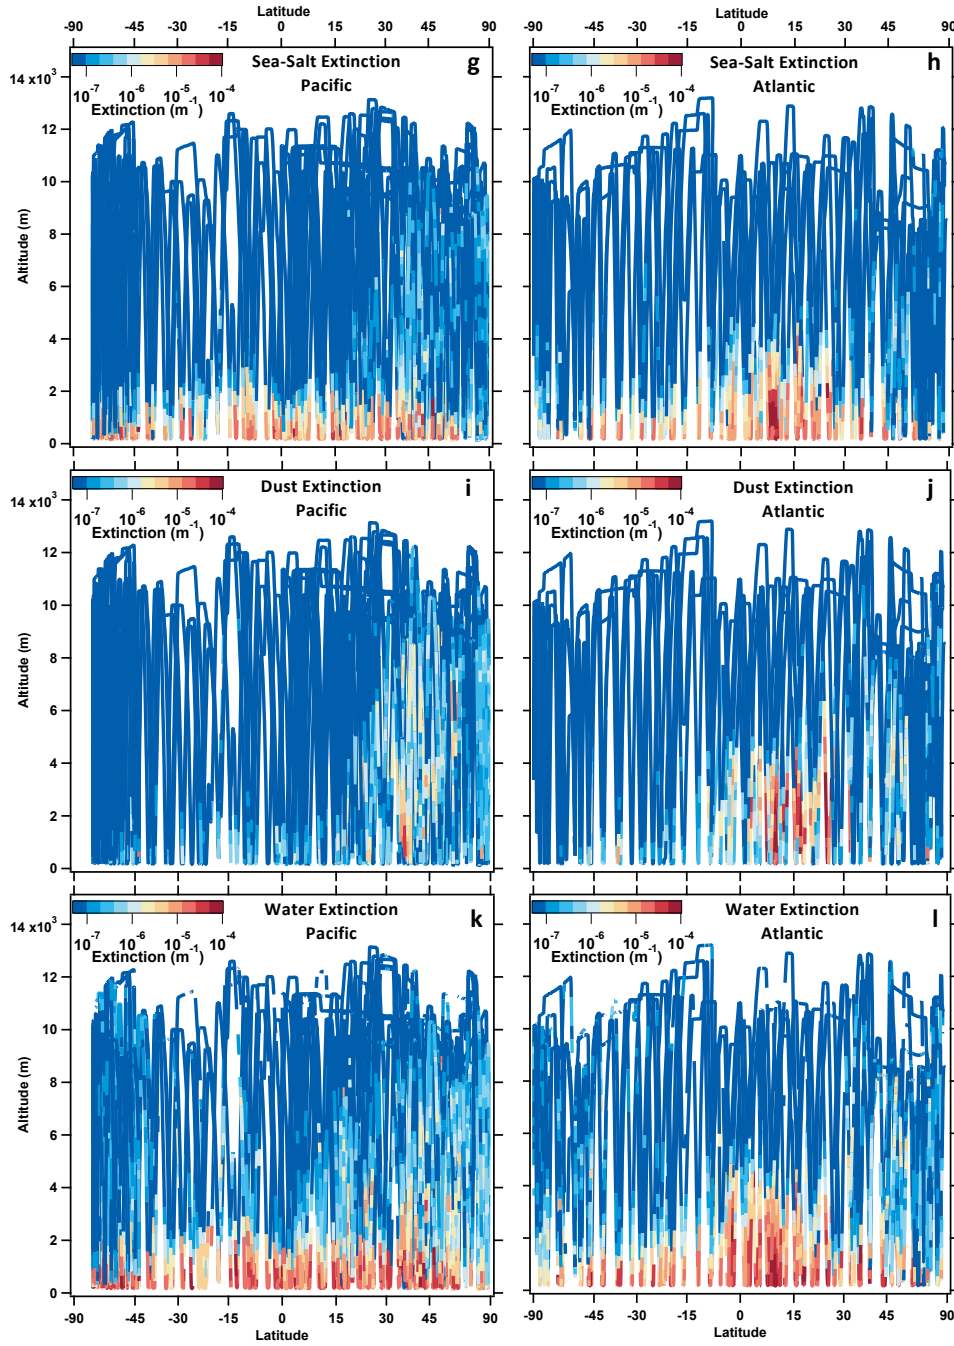 Latitude
-90 -45 -30 -15 0 15 30 45 90
Latitude
-90 -45 -30 -15 0 15 30 45 90
14 x10³
12
10
8
6
4
2
0
Altitude (m)
10⁻⁷ 10⁻⁶ 10⁻⁵ 10⁻⁴
Extinction (m⁻¹)
Sea-Salt Extinction
Pacific
g
10⁻⁷ 10⁻⁶ 10⁻⁵ 10⁻⁴
Extinction (m⁻¹)
Sea-Salt Extinction
Atlantic
h
14 x10³
12
10
8
6
4
2
0
Altitude (m)
10⁻⁷ 10⁻⁶ 10⁻⁵ 10⁻⁴
Extinction (m⁻¹)
Dust Extinction
Pacific
i
10⁻⁷ 10⁻⁶ 10⁻⁵ 10⁻⁴
Extinction (m⁻¹)
Dust Extinction
Atlantic
j
14 x10³
12
10
8
6
4
2
0
Altitude (m)
10⁻⁷ 10⁻⁶ 10⁻⁵ 10⁻⁴
Extinction (m⁻¹)
Water Extinction
Pacific
k
10⁻⁷ 10⁻⁶ 10⁻⁵ 10⁻⁴
Extinction (m⁻¹)
Water Extinction
Atlantic
l
-90 -45 -30 -15 0 15 30 45 90
Latitude
-90 -45 -30 -15 0 15 30 45 90
Latitude